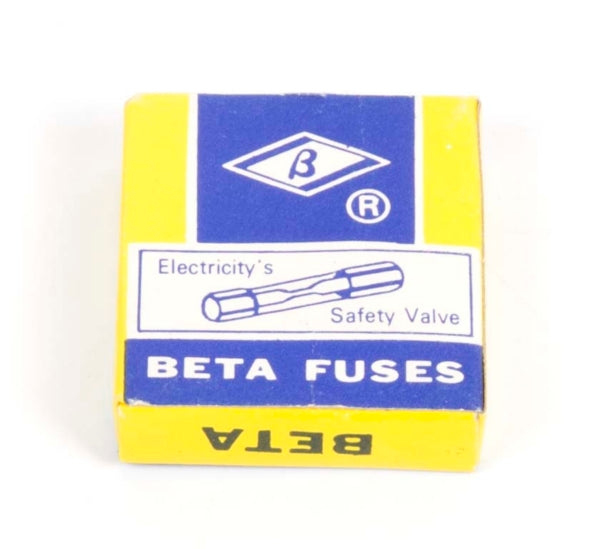 β
®
Electricity's
Safety Valve
BETA FUSES
BETA